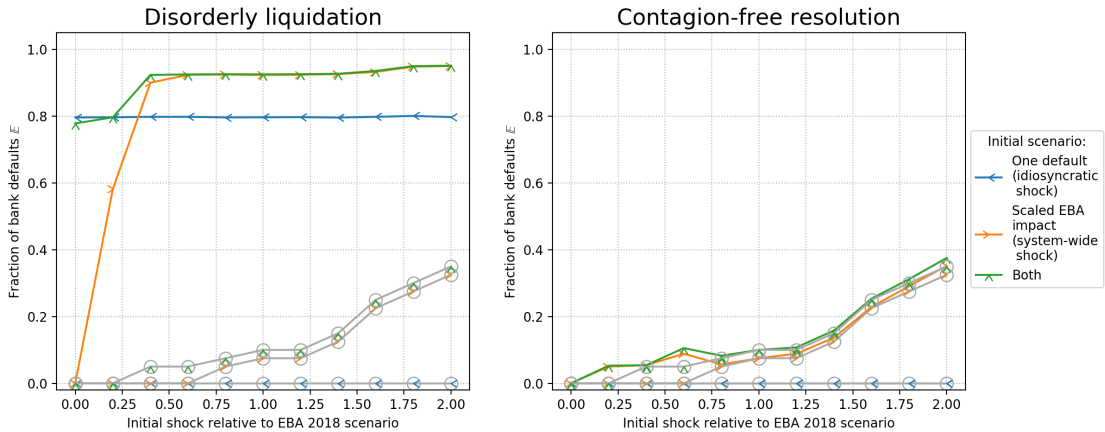 Disorderly liquidation
Contagion-free resolution
1.0
0.8
0.6
0.4
0.2
0.0
Fraction of bank defaults 𝔼
0.00 0.25 0.50 0.75 1.00 1.25 1.50 1.75 2.00
Initial shock relative to EBA 2018 scenario
1.0
0.8
0.6
0.4
0.2
0.0
Fraction of bank defaults 𝔼
0.00 0.25 0.50 0.75 1.00 1.25 1.50 1.75 2.00
Initial shock relative to EBA 2018 scenario
Initial scenario:
One default
(idiosyncratic
shock)
Scaled EBA
impact
(system-wide
shock)
Both